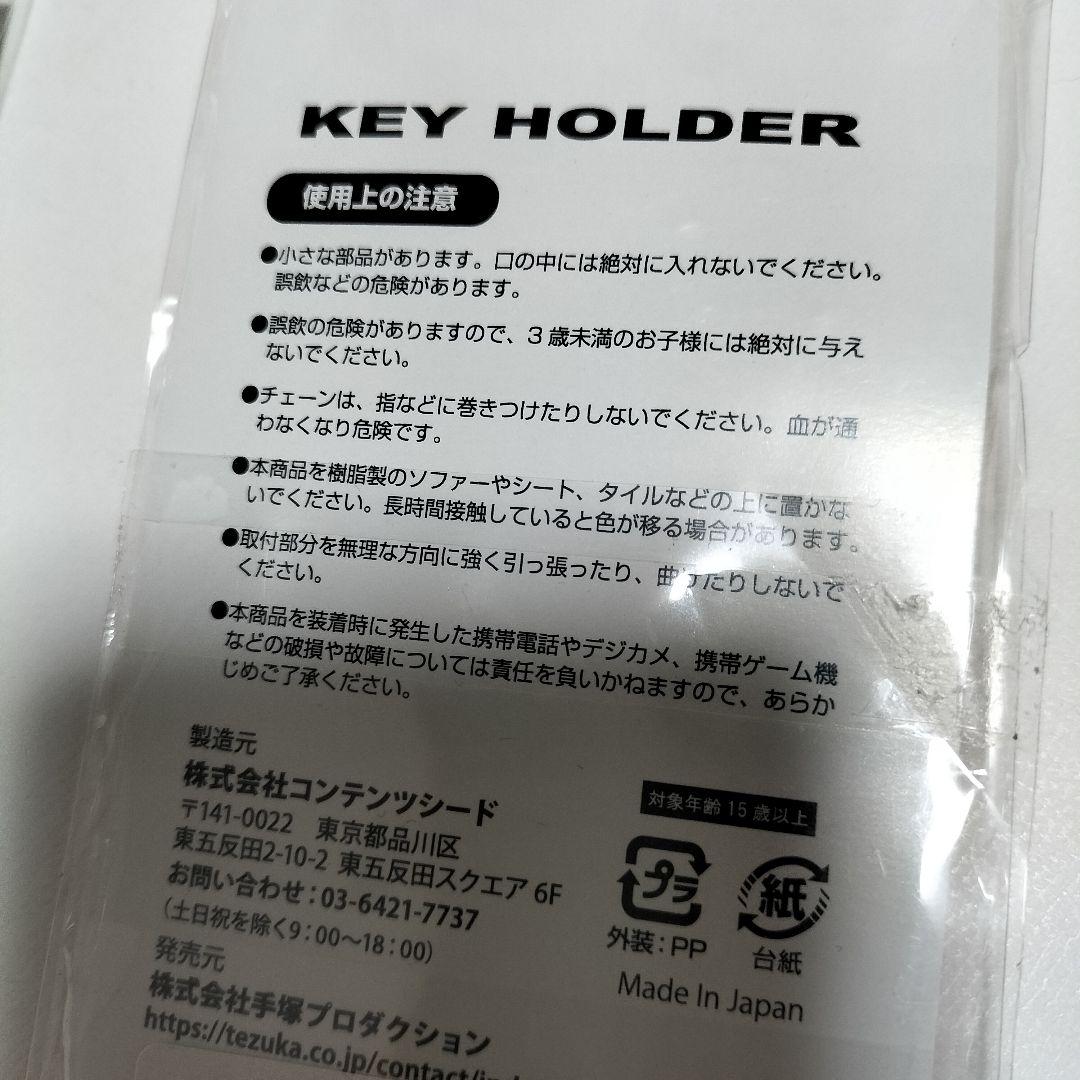 KEY HOLDER
使用上の注意
●小さな部品があります。口の中には絶対に入れないでください。
誤飲などの危険があります。
●誤飲の危険がありますので、3歳未満のお子様には絶対に与え
ないでください。
●チェーンは、指などに巻きつけたりしないでください。血が通
わなくなり危険です。
●本商品を樹脂製のソファーやシート、タイルなどの上に置かな
いでください。長時間接触していると色が移る場合があります。
●取付部分を無理な方向に強く引っ張ったり、曲げたりしないで
ください。
●本商品を装着時に発生した携帯電話やデジカメ、携帯ゲーム機
などの破損や故障については責任を負いかねますので、あらか
じめご了承ください。
製造元
株式会社コンテンツシード
〒141-0022 東京都品川区
東五反田2-10-2 東五反田スクエア 6F
お問い合わせ:03-6421-7737
(土日祝を除く9:00〜18:00)
発売元
株式会社手塚プロダクション
https://tezuka.co.jp/contact/
対象年齢15歳以上
プラ
外装:PP
紙
台紙
Made In Japan